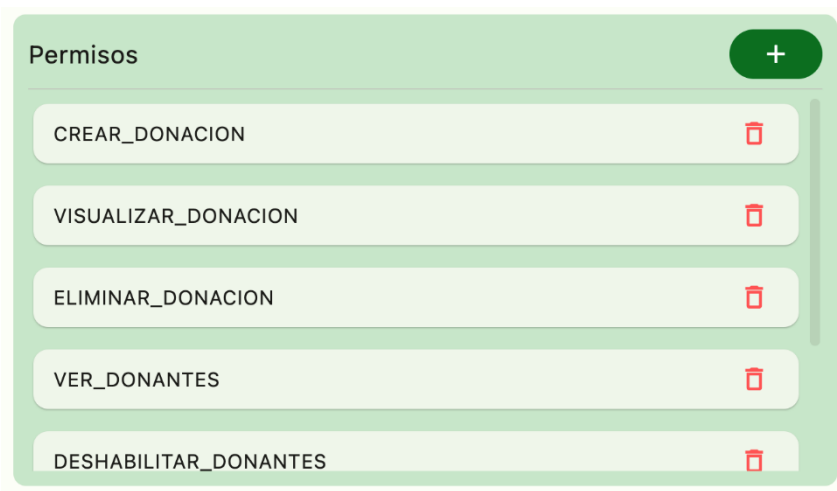 Permisos
+
CREAR_DONACION
VISUALIZAR_DONACION
ELIMINAR_DONACION
VER_DONANTES
DESHABILITAR_DONANTES